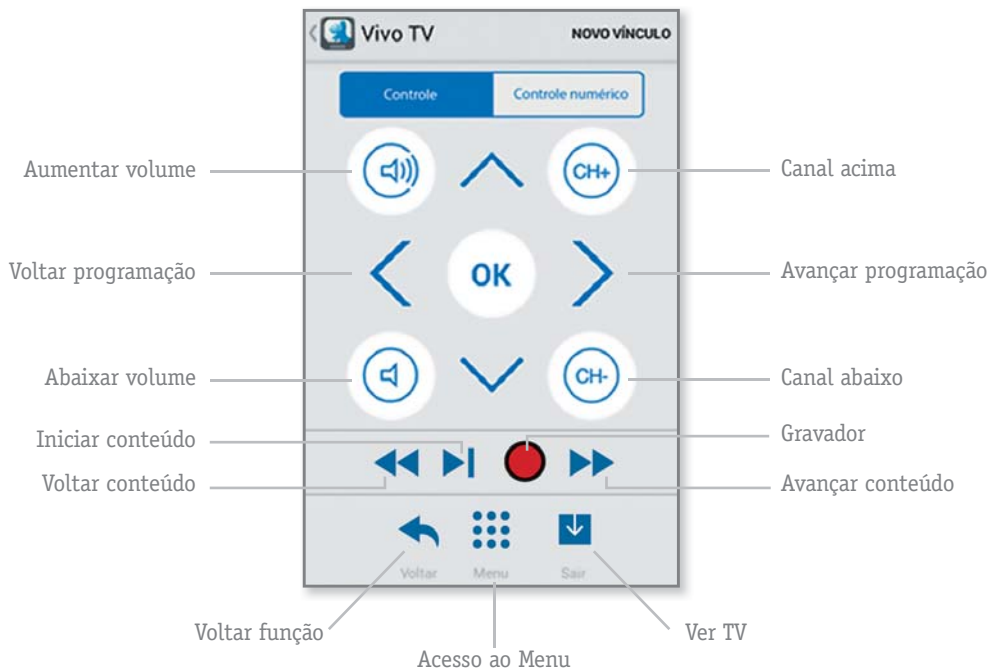 Vivo TV NOVO VÍNCULO
Controle Controle numérico
Aumentar volume CH+ Canal acima
Voltar programação OK Avançar programação
Abaixar volume CH- Canal abaixo
Iniciar conteúdo Gravador
Voltar conteúdo Avançar conteúdo
Voltar Menu Sair
Voltar função Ver TV
Acesso ao Menu